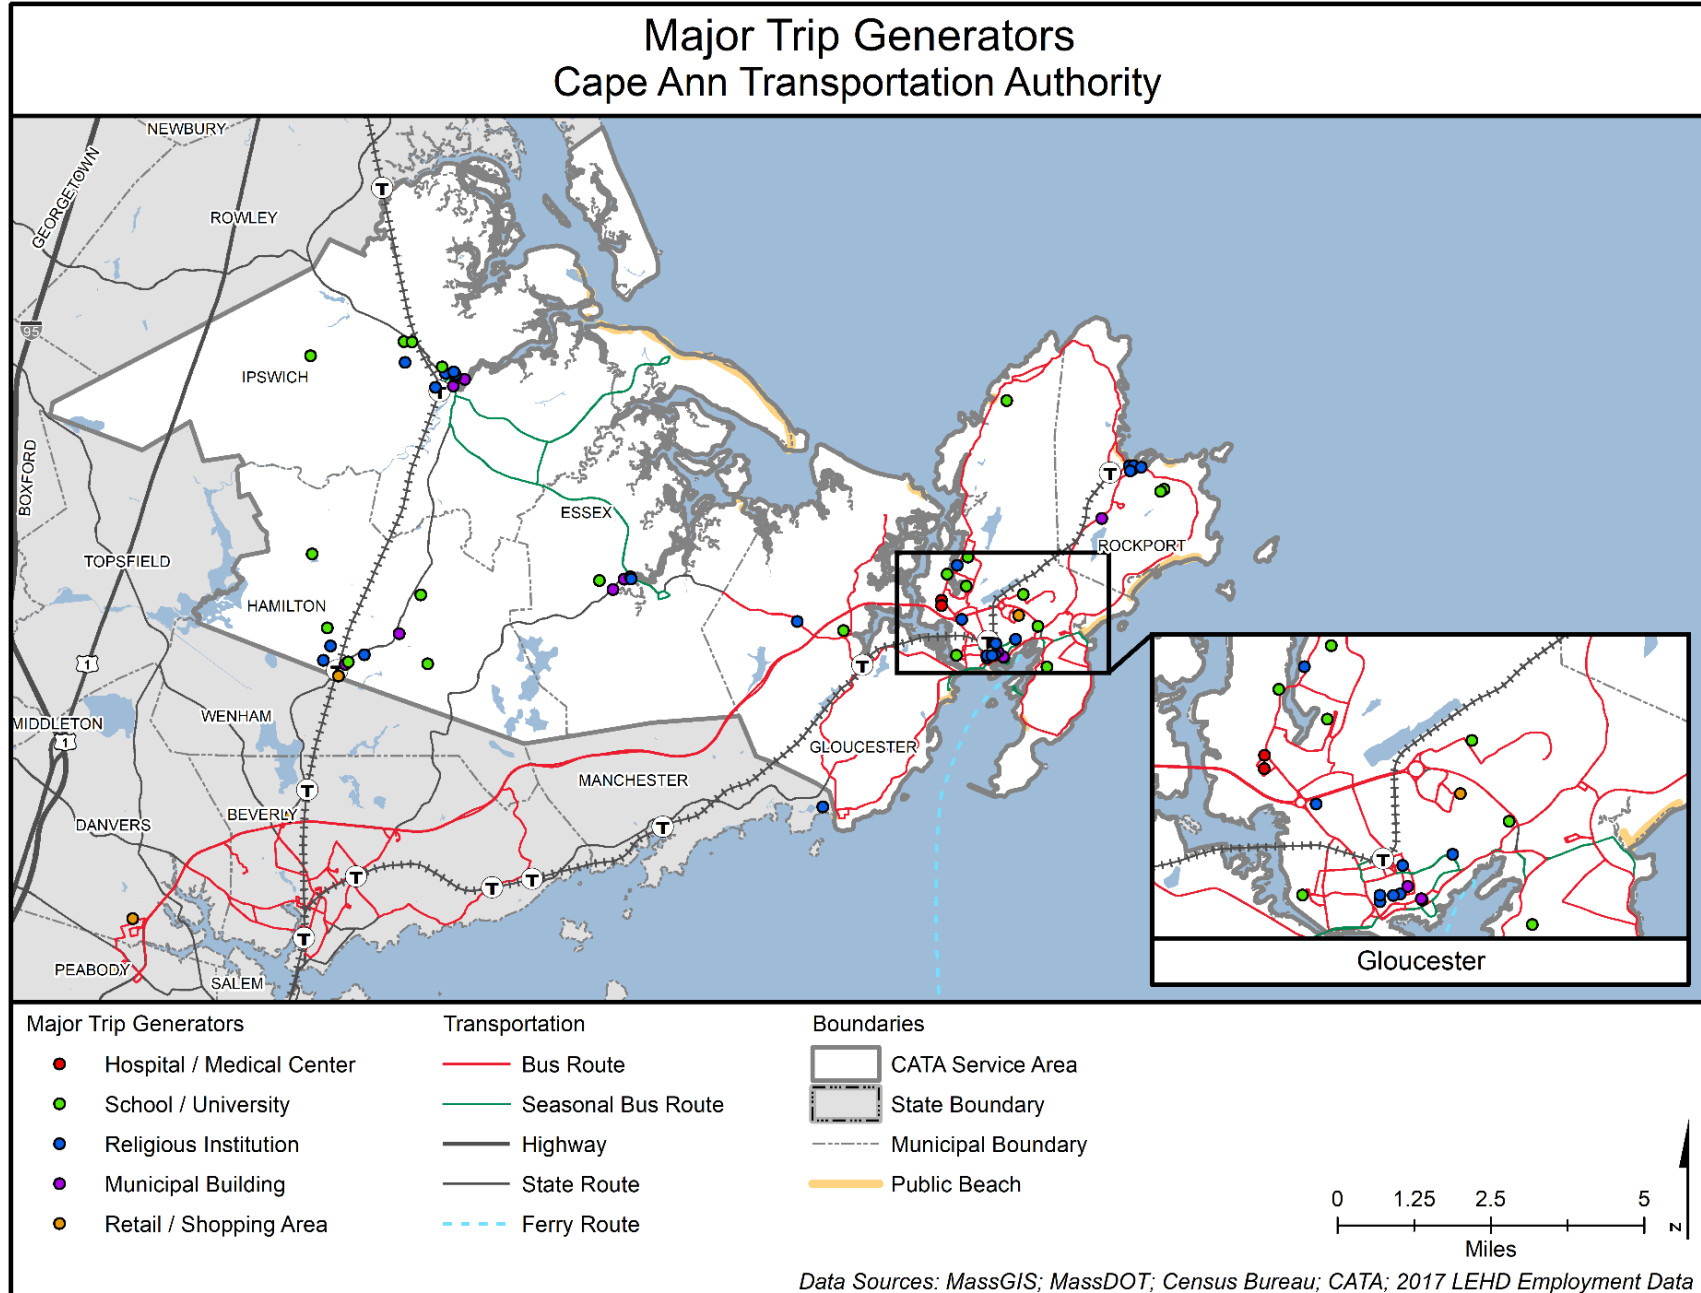 Major Trip Generators
Cape Ann Transportation Authority
NEWBURY
GEORGETOWN
ROWLEY
95
IPSWICH
BOXFORD
ESSEX
TOPSFIELD
ROCKPORT
HAMILTON
1
WENHAM
MIDDLETON
1
GLOUCESTER
MANCHESTER
BEVERLY
DANVERS
PEABODY
SALEM
T
T
T
T
T
T
T
T
T
T
T
T
Gloucester
Major Trip Generators
Hospital / Medical Center
School / University
Religious Institution
Municipal Building
Retail / Shopping Area
Transportation
Bus Route
Seasonal Bus Route
Highway
State Route
Ferry Route
Boundaries
CATA Service Area
State Boundary
Municipal Boundary
Public Beach
0 1.25 2.5 5
Miles
N
Data Sources: MassGIS; MassDOT; Census Bureau; CATA; 2017 LEHD Employment Data